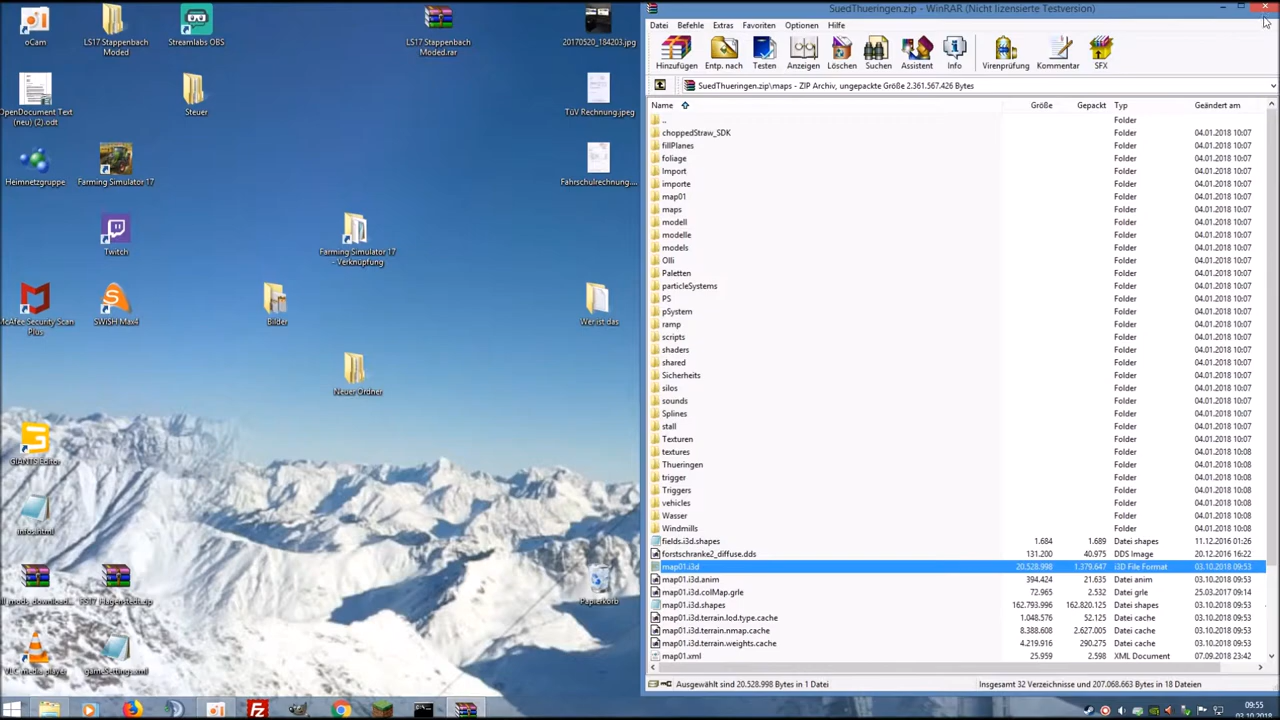 SuedThueringen.zip - WinRAR (Nicht lizensierte Testversion)
Datei Befehle Extras Favoriten Optionen Hilfe
Hinzufügen Entp. nach Testen Anzeigen Löschen Suchen Assistent Info Virenprüfung Kommentar SFX
SuedThueringen.zip\maps - ZIP Archiv, ungepackte Größe 2.361.567.426 Bytes
Name Größe Gepackt Typ Geändert am
.. Folder
choppedStraw_SDK Folder 04.01.2018 10:07
fillPlanes Folder 04.01.2018 10:07
foliage Folder 04.01.2018 10:07
Import Folder 04.01.2018 10:07
importe Folder 04.01.2018 10:07
map01 Folder 04.01.2018 10:07
maps Folder 04.01.2018 10:07
modell Folder 04.01.2018 10:07
modelle Folder 04.01.2018 10:07
models Folder 04.01.2018 10:07
Olli Folder 04.01.2018 10:07
Paletten Folder 04.01.2018 10:07
particleSystems Folder 04.01.2018 10:07
PS Folder 04.01.2018 10:07
pSystem Folder 04.01.2018 10:07
ramp Folder 04.01.2018 10:07
scripts Folder 04.01.2018 10:07
shaders Folder 04.01.2018 10:07
shared Folder 04.01.2018 10:07
Sicherheits Folder 04.01.2018 10:07
silos Folder 04.01.2018 10:07
sounds Folder 04.01.2018 10:07
Splines Folder 04.01.2018 10:07
stall Folder 04.01.2018 10:07
Texturen Folder 04.01.2018 10:07
textures Folder 04.01.2018 10:08
Thueringen Folder 04.01.2018 10:08
trigger Folder 04.01.2018 10:08
Triggers Folder 04.01.2018 10:08
vehicles Folder 04.01.2018 10:08
Wasser Folder 04.01.2018 10:08
Windmills Folder 04.01.2018 10:08
fields.i3d.shapes 1.684 1.689 Datei shapes 11.12.2016 01:26
forstschranke2_diffuse.dds 131.200 40.975 DDS Image 20.12.2016 16:22
map01.i3d 20.528.998 1.379.647 i3D File Format 03.10.2018 09:53
map01.i3d.anim 394.424 21.635 Datei anim 03.10.2018 09:53
map01.i3d.colMap.grle 72.965 2.532 Datei grle 25.03.2017 09:14
map01.i3d.shapes 162.793.996 162.820.125 Datei shapes 03.10.2018 09:53
map01.i3d.terrain.lod.type.cache 1.048.576 52.125 Datei cache 03.10.2018 09:53
map01.i3d.terrain.nmap.cache 8.388.608 2.627.005 Datei cache 03.10.2018 09:53
map01.i3d.terrain.weights.cache 4.219.916 290.275 Datei cache 03.10.2018 09:53
map01.xml 25.959 2.598 XML Document 07.09.2018 23:42
Ausgewählt sind 20.528.998 Bytes in 1 Datei
Insgesamt 32 Verzeichnisse und 207.068.663 Bytes in 18 Dateien
oCam
LS17 Stappenbach
Moded
Streamlabs OBS
LS17 Stappenbach
Moded.rar
20170520_184203.jpg
OpenDocument Text
(neu) (2).odt
Steuer
TüV Rechnung.jpeg
Heimnetzgruppe
Farming Simulator 17
Fahrschulrechnung....
Twitch
Farming Simulator 17
- Verknüpfung
McAfee Security Scan
Plus
SWiSH Max4
Bilder
Wer ist das
Neuer Ordner
GIANTS Editor
Papierkorb
FS17 Hagenstedt.zip
VLC media player
gameSetting.xml
09:55
03.10.2018